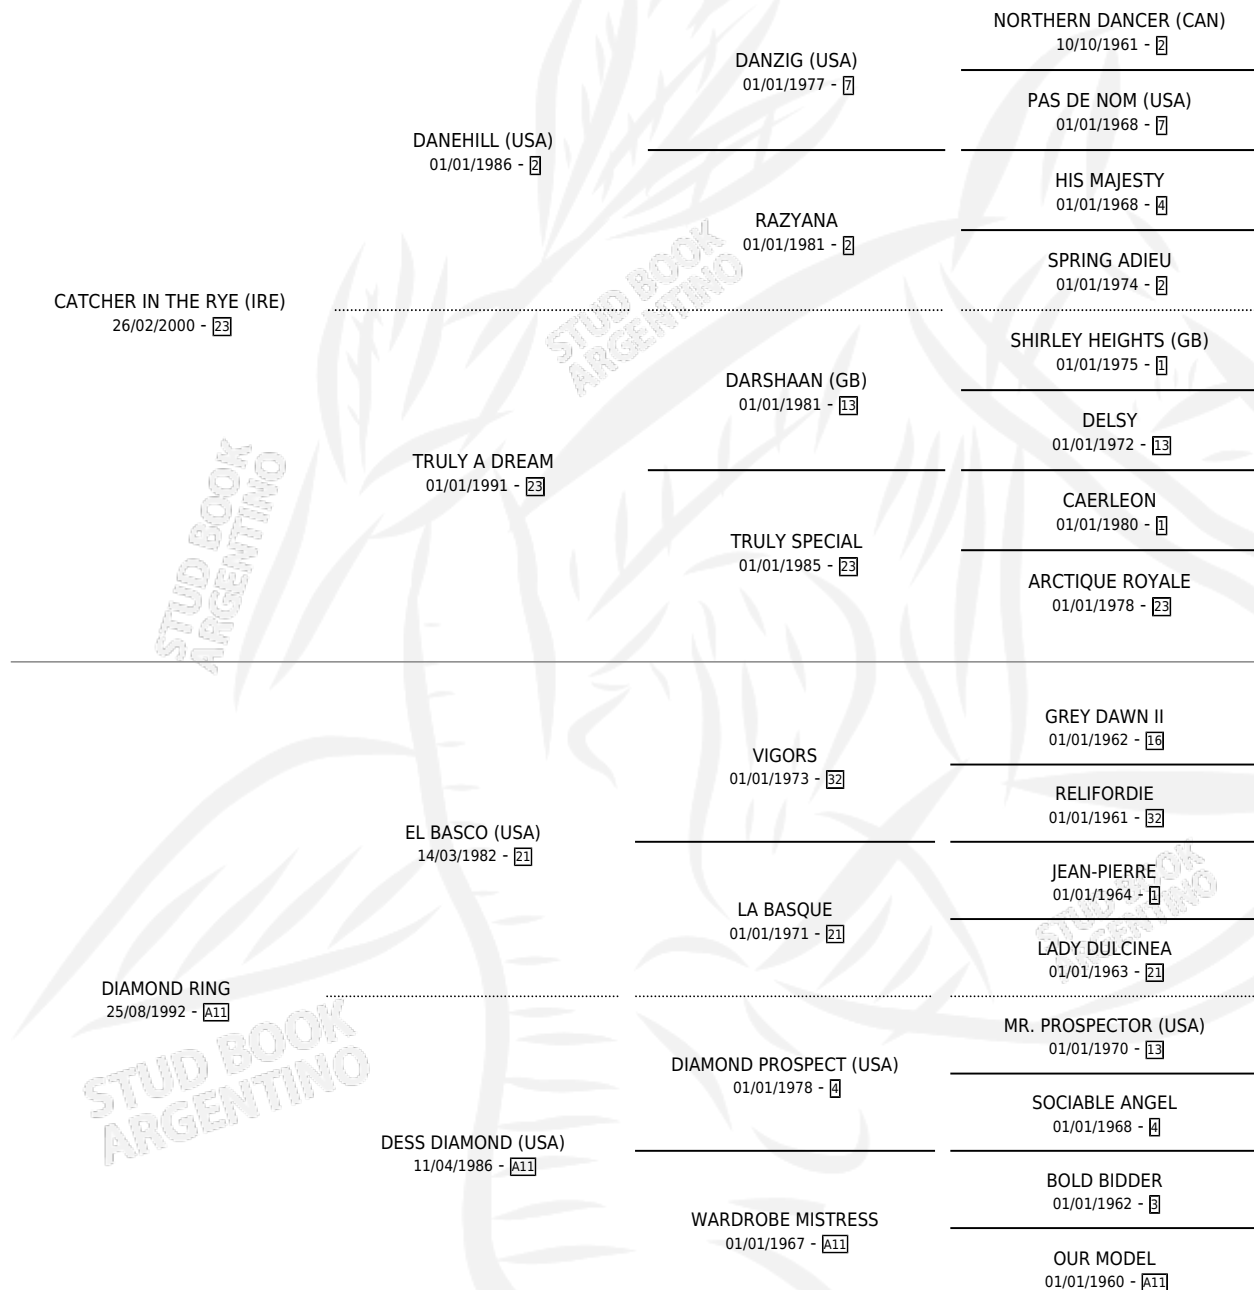 NORTHERN DANCER (CAN)
10/10/1961 - 2
DANZIG (USA)
01/01/1977 - 7
PAS DE NOM (USA)
01/01/1968 - 7
DANEHILL (USA)
01/01/1986 - 2
HIS MAJESTY
01/01/1968 - 4
RAZYANA
01/01/1981 - 2
SPRING ADIEU
01/01/1974 - 2
CATCHER IN THE RYE (IRE)
26/02/2000 - 23
SHIRLEY HEIGHTS (GB)
01/01/1975 - 1
DARSHAAN (GB)
01/01/1981 - 13
DELSY
01/01/1972 - 13
TRULY A DREAM
01/01/1991 - 23
CAERLEON
01/01/1980 - 1
TRULY SPECIAL
01/01/1985 - 23
ARCTIQUE ROYALE
01/01/1978 - 23
GREY DAWN II
01/01/1962 - 16
VIGORS
01/01/1973 - 32
RELIFORDIE
01/01/1961 - 32
EL BASCO (USA)
14/03/1982 - 21
JEAN-PIERRE
01/01/1964 - 1
LA BASQUE
01/01/1971 - 21
LADY DULCINEA
01/01/1963 - 21
DIAMOND RING
25/08/1992 - A11
MR. PROSPECTOR (USA)
01/01/1970 - 13
DIAMOND PROSPECT (USA)
01/01/1978 - 4
SOCIABLE ANGEL
01/01/1968 - 4
DESS DIAMOND (USA)
11/04/1986 - A11
BOLD BIDDER
01/01/1962 - 3
WARDROBE MISTRESS
01/01/1967 - A11
OUR MODEL
01/01/1960 - A11
STUD BOOK
ARGENTINO
STUD BOOK
ARGENTINO
STUD BOOK
ARGENTINO
STUD BOOK
ARGENTINO